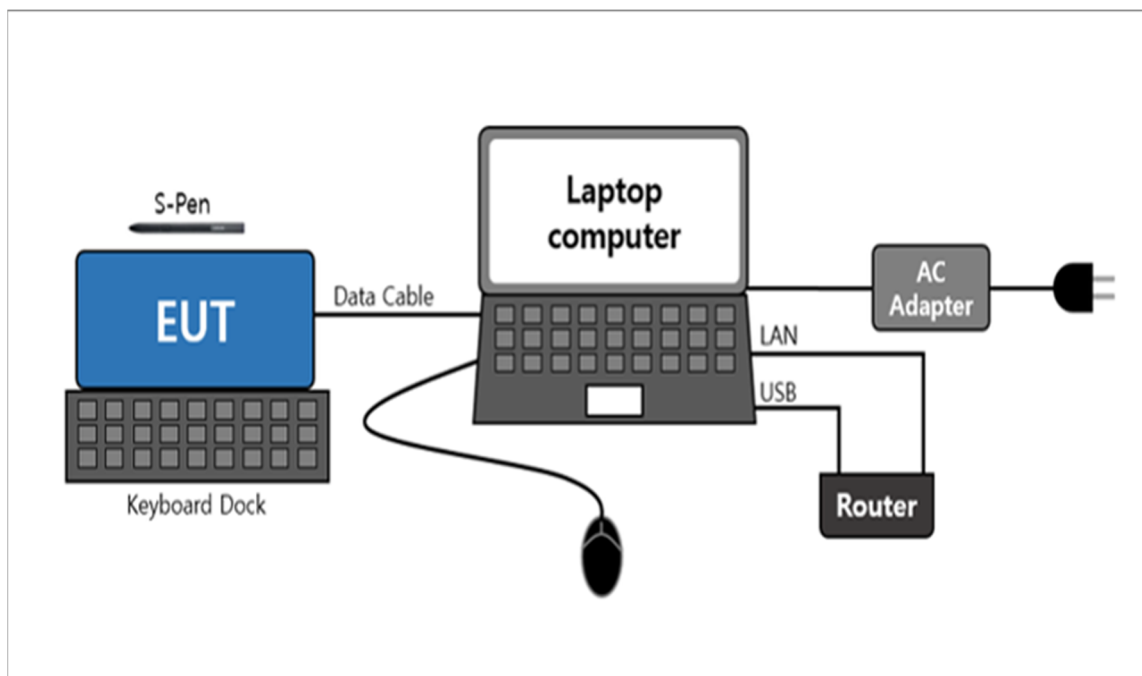 S-Pen
EUT
Data Cable
Keyboard Dock
Laptop
computer
AC
Adapter
LAN
USB
Router